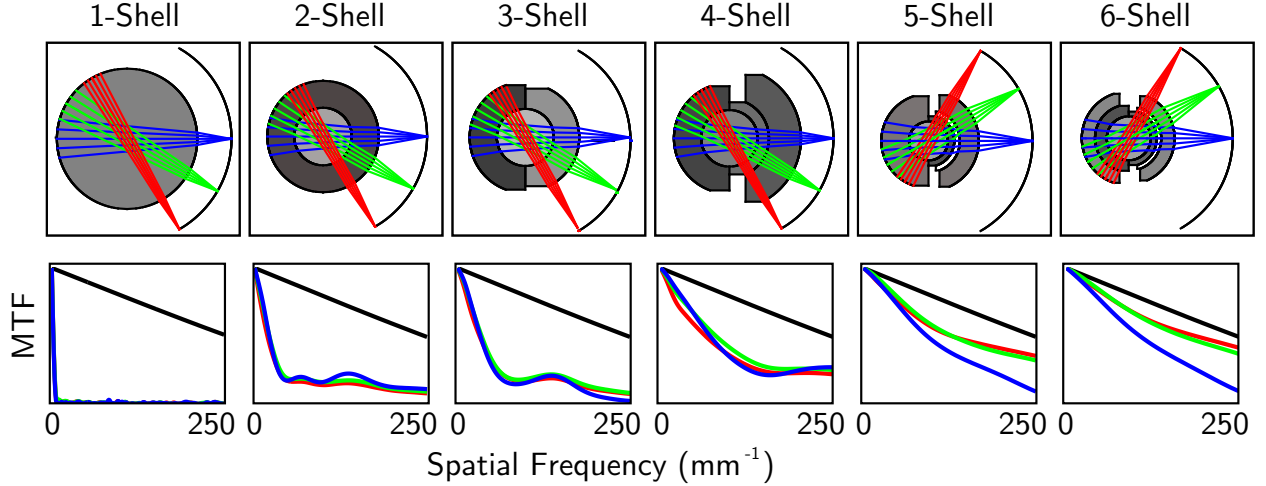 1-Shell 2-Shell 3-Shell 4-Shell 5-Shell 6-Shell
MTF
0 250 0 250 0 250 0 250 0 250 0 250
Spatial Frequency (mm⁻¹)